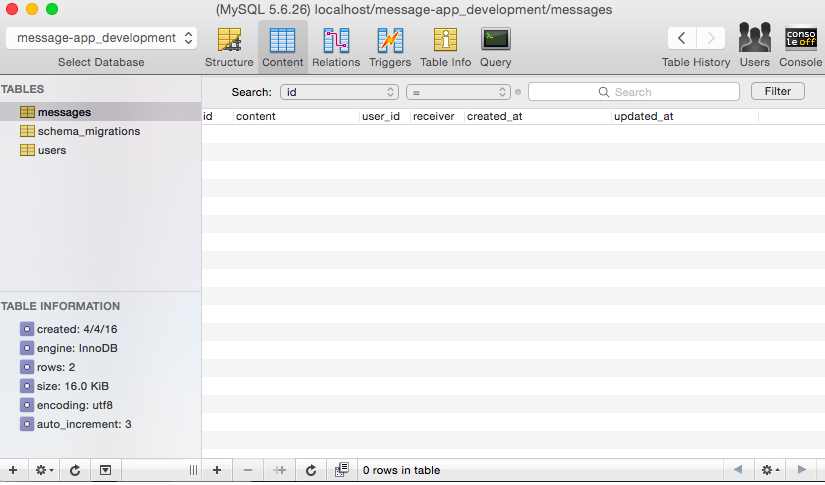 (MySQL 5.6.26) localhost/message-app_development/messages
message-app_development
Select Database
Structure
Content
Relations
Triggers
Table Info
Query
Table History
Users
conso
le off
Console
TABLES
messages
schema_migrations
users
Search: id = Search Filter
id content user_id receiver created_at updated_at
TABLE INFORMATION
created: 4/4/16
engine: InnoDB
rows: 2
size: 16.0 KiB
encoding: utf8
auto_increment: 3
0 rows in table